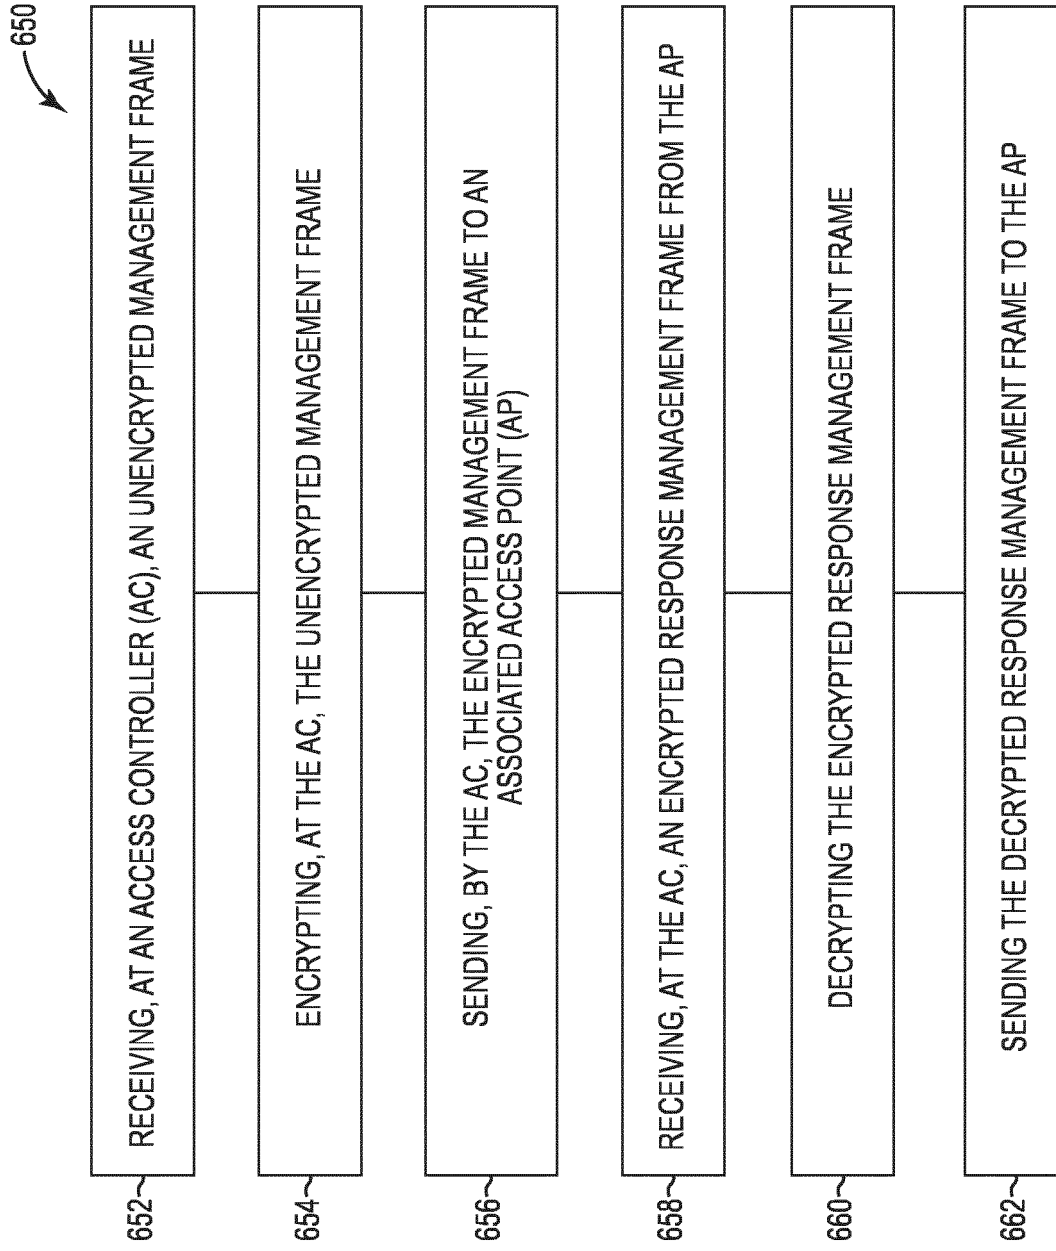 650
652
RECEIVING, AT AN ACCESS CONTROLLER (AC), AN UNENCRYPTED MANAGEMENT FRAME
654
ENCRYPTING, AT THE AC, THE UNENCRYPTED MANAGEMENT FRAME
656
SENDING, BY THE AC, THE ENCRYPTED MANAGEMENT FRAME TO AN
ASSOCIATED ACCESS POINT (AP)
658
RECEIVING, AT THE AC, AN ENCRYPTED RESPONSE MANAGEMENT FRAME FROM THE AP
660
DECRYPTING THE ENCRYPTED RESPONSE MANAGEMENT FRAME
662
SENDING THE DECRYPTED RESPONSE MANAGEMENT FRAME TO THE AP